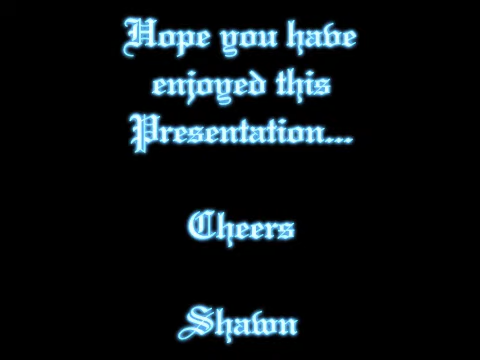 Hope you have
enjoyed this
Presentation...
Cheers
Shawn